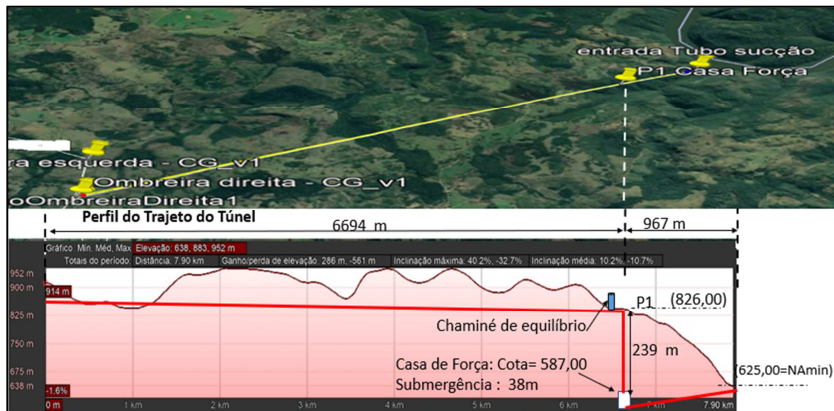 entrada Tubo sucção
P1 Casa Força
ra esquerda - CG_v1
Ombreira direita - CG_v1
oOmbreiraDireita1
Perfil do Trajeto do Túnel
6694 m
967 m
Gráfico: Mín, Méd, Max Elevação: 638, 883, 952 m
Totais do período: Distância: 7.90 km Ganho/perda de elevação: 286 m, -561 m Inclinação máxima: 40.2%, -32.7% Inclinação média: 10.2%, -10.7%
952 m
914 m
900 m
P1 (826,00)
825 m
Chaminé de equilíbrio
750 m
239 m
Casa de Força: Cota= 587,00
Submergência : 38m
(625,00=NAmin)
675 m
638 m
-1.6%
0 m 1 km 2 km 3 km 4 km 5 km 6 km 7 km 7.90 km